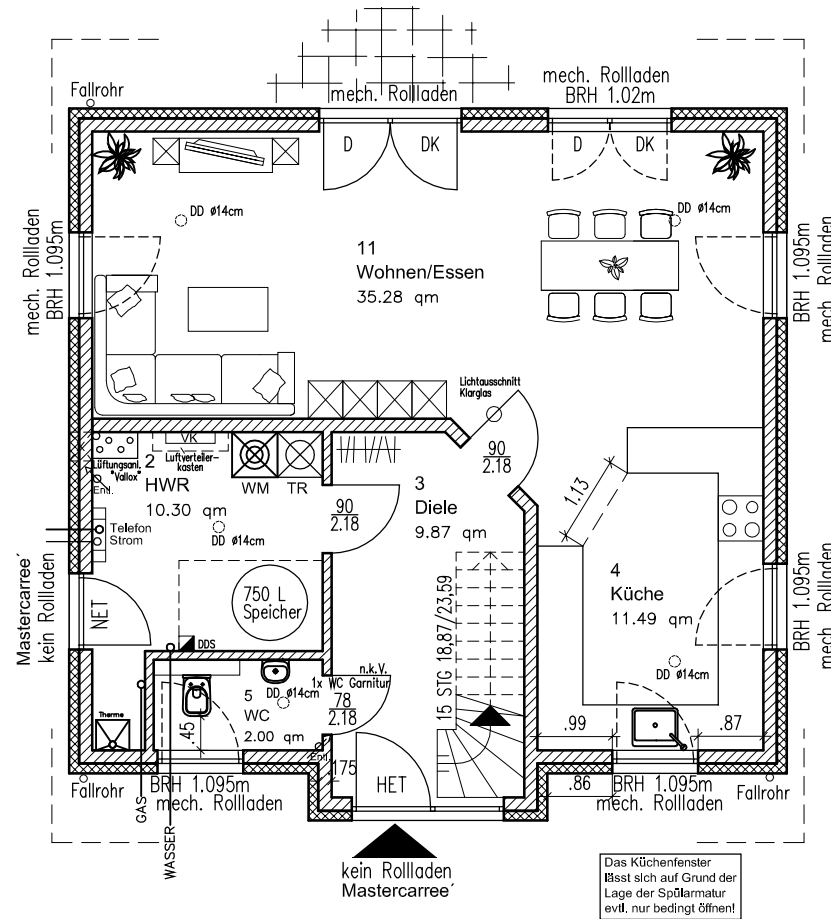 mech. Rollladen
BRH 1.02m
Fallrohr
mech. Rollladen
D
DK
D
DK
DD ø14cm
DD ø14cm
mech. Rollladen
BRH 1.095m
BRH 1.095m
mech. Rollladen
11
Wohnen/Essen
35.28 qm
Lichtausschnitt
Klarglas
VK
Luftverteiler-
kasten
Lüftungsanl.
"Vallox"
Entl.
2
HWR
10.30 qm
WM
TR
90
2.18
90
2.18
3
Diele
9.87 qm
1.13
Telefon
Strom
DD ø14cm
4
Küche
11.49 qm
Mastercarree´
kein Rollladen
NET
750 L
Speicher
DDS
15 STG 18,87/23,59
BRH 1.095m
mech. Rollladen
DD ø14cm
n.k.V.
1x WC Garnitur
5
WC
2.00 qm
DD ø14cm
78
2.18
.45
Therme
Entl.
175
HET
.99
.87
.86
Fallrohr
BRH 1.095m
mech. Rollladen
BRH 1.095m
mech. Rollladen
Fallrohr
GAS
WASSER
kein Rollladen
Mastercarree´
Das Küchenfenster
lässt sich auf Grund der
Lage der Spülarmatur
evtl. nur bedingt öffnen!